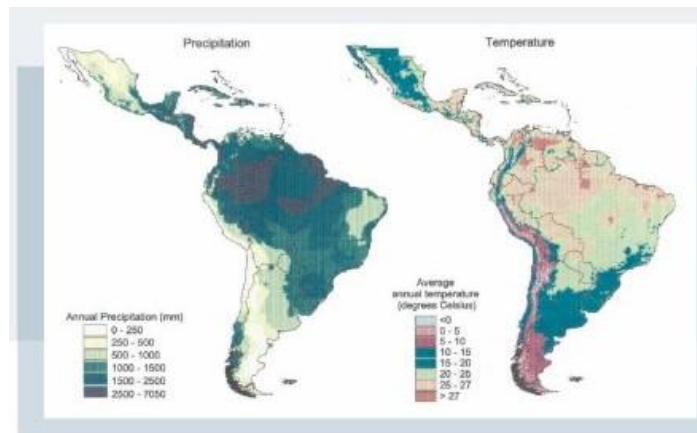 Precipitation
Temperature
Annual Precipitation (mm)
0 - 250
250 - 500
500 - 1000
1000 - 1500
1500 - 2500
2500 - 7050
Average
annual temperature
(degrees Celsius)
<0
0 - 5
5 - 10
10 - 15
15 - 20
20 - 25
25 - 27
> 27